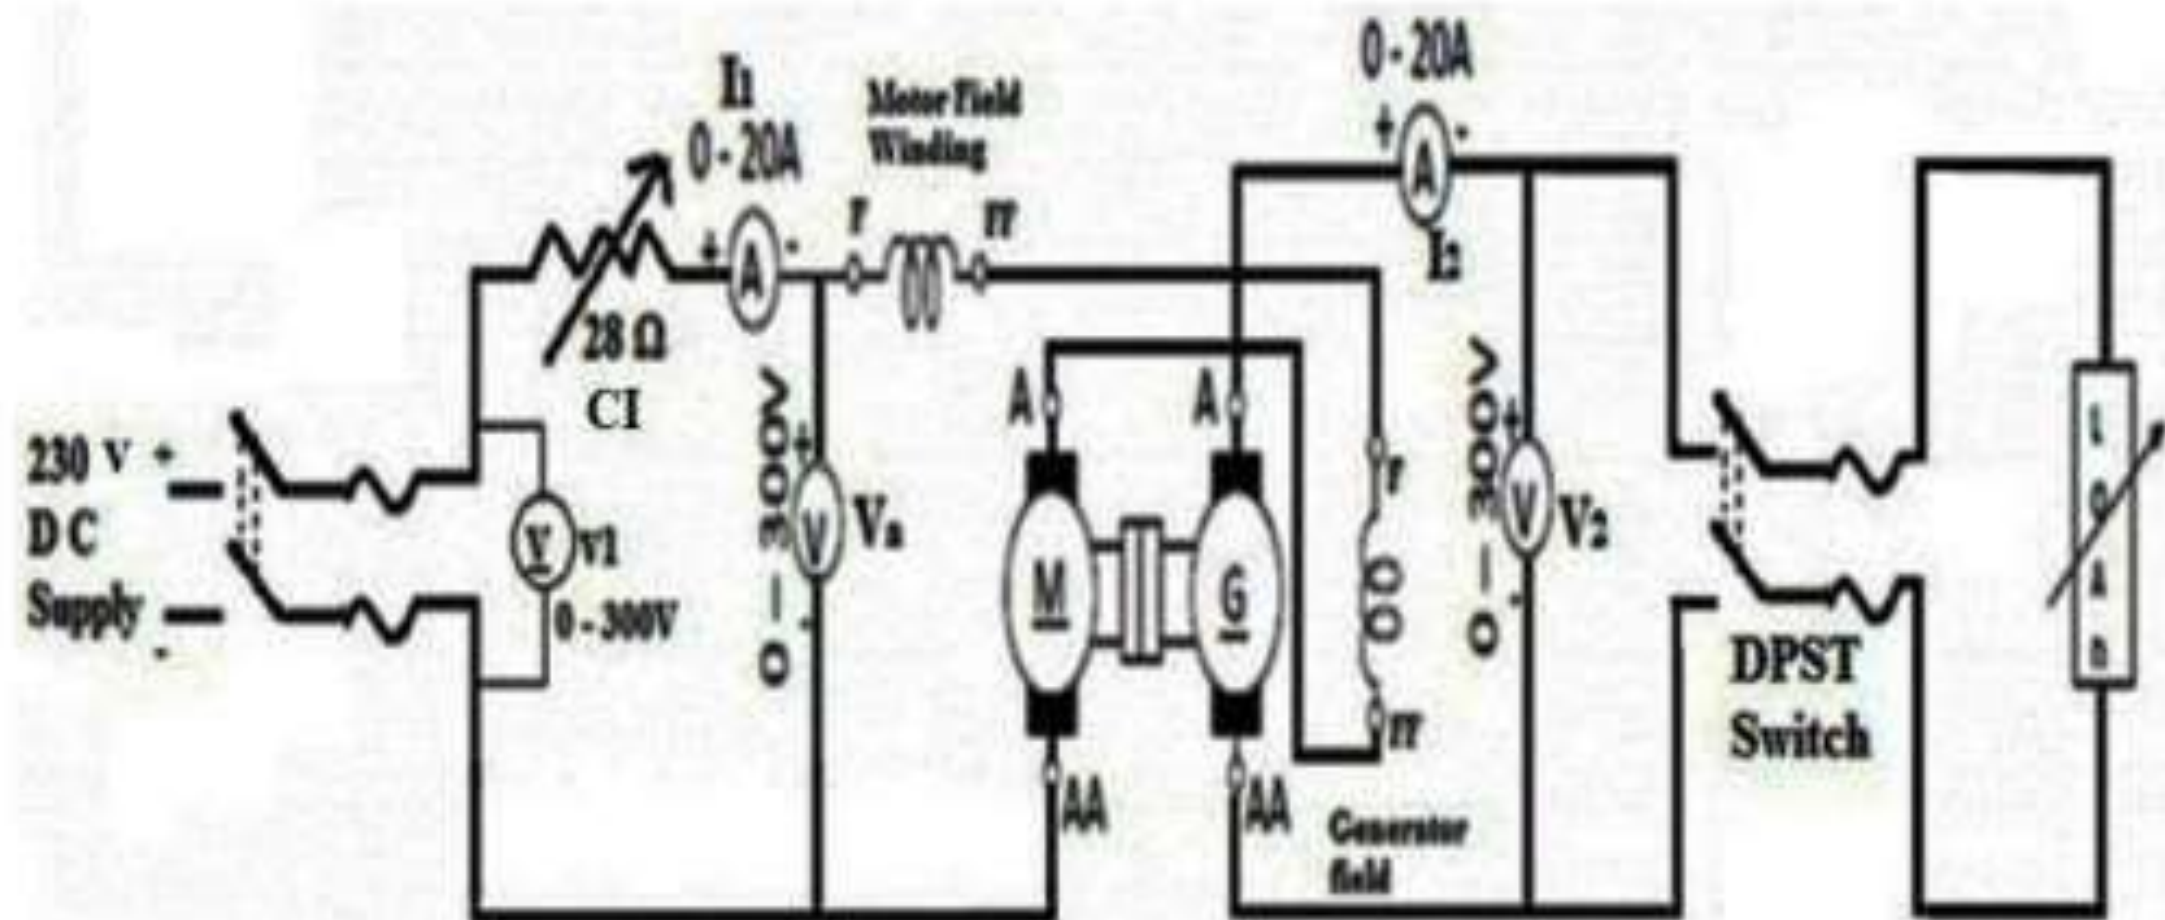 0 - 20A
I1
0 - 20A
Motor Field
Winding
+ A -
I2
F
FF
+ A -
28 Ω
CI
A
A
230 V +
D C
Supply
-
V
V1
0 - 300V
0 – 300V
+
V
-
Va
M
G
F
FF
0 – 300V
+
V
-
V2
LOAD
DPST
Switch
AA
AA
Generator
field